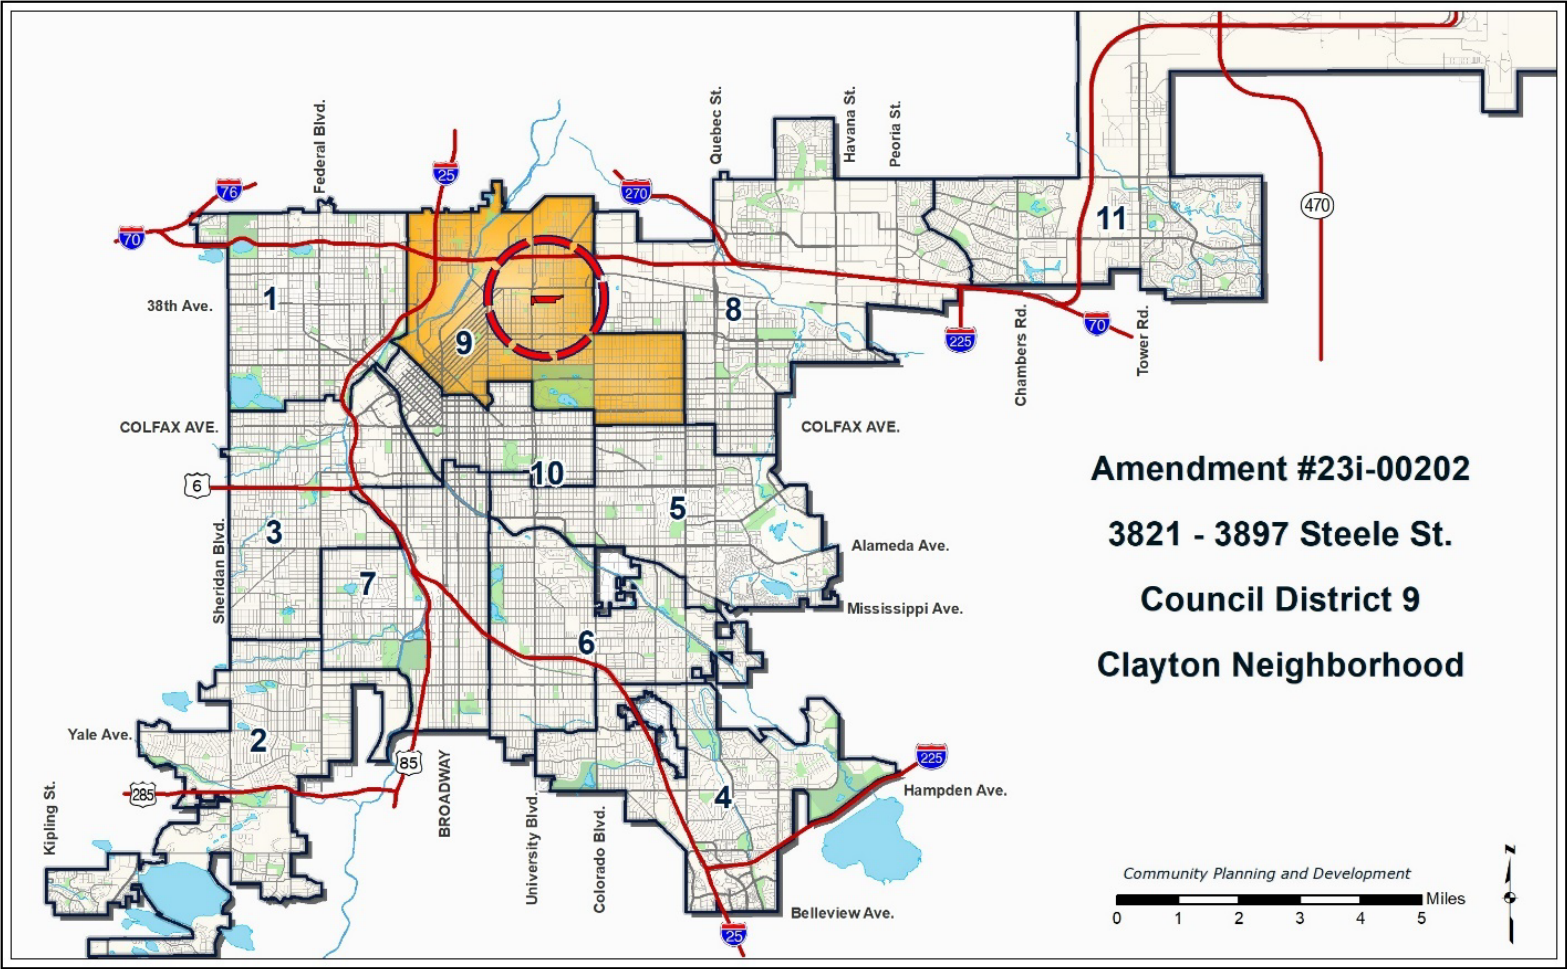 Federal Blvd.
Quebec St.
Havana St.
Peoria St.
76
25
270
70
470
11
1
38th Ave.
8
9
225
70
Chambers Rd.
Tower Rd.
COLFAX AVE.
COLFAX AVE.
10
6
5
3
Sheridan Blvd.
Alameda Ave.
7
Mississippi Ave.
6
Yale Ave.
2
85
225
285
BROADWAY
4
Hampden Ave.
Kipling St.
University Blvd.
Colorado Blvd.
Belleview Ave.
25
Amendment #23i-00202
3821 - 3897 Steele St.
Council District 9
Clayton Neighborhood
Community Planning and Development
Miles
0 1 2 3 4 5
N